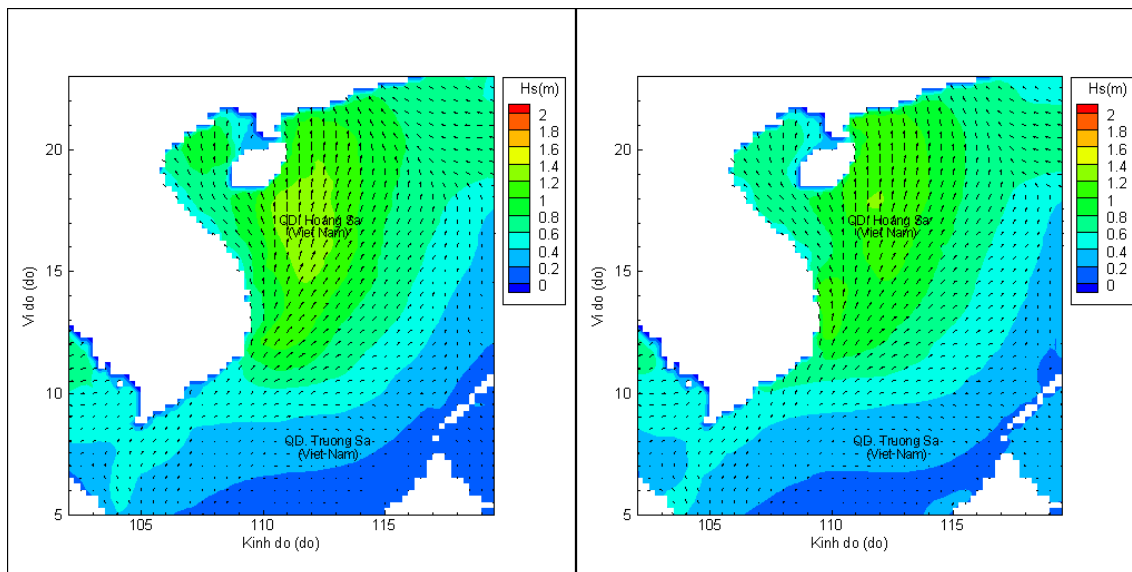 Hs(m)
2
1.8
1.6
1.4
1.2
1
0.8
0.6
0.4
0.2
0
20
15
10
5
Vi do (do)
QD. Hoang Sa
(Viet Nam)
QD. Truong Sa
(Viet Nam)
105
110
115
Kinh do (do)
Hs(m)
2
1.8
1.6
1.4
1.2
1
0.8
0.6
0.4
0.2
0
20
15
10
5
Vi do (do)
QD. Hoang Sa
(Viet Nam)
QD. Truong Sa
(Viet Nam)
105
110
115
Kinh do (do)